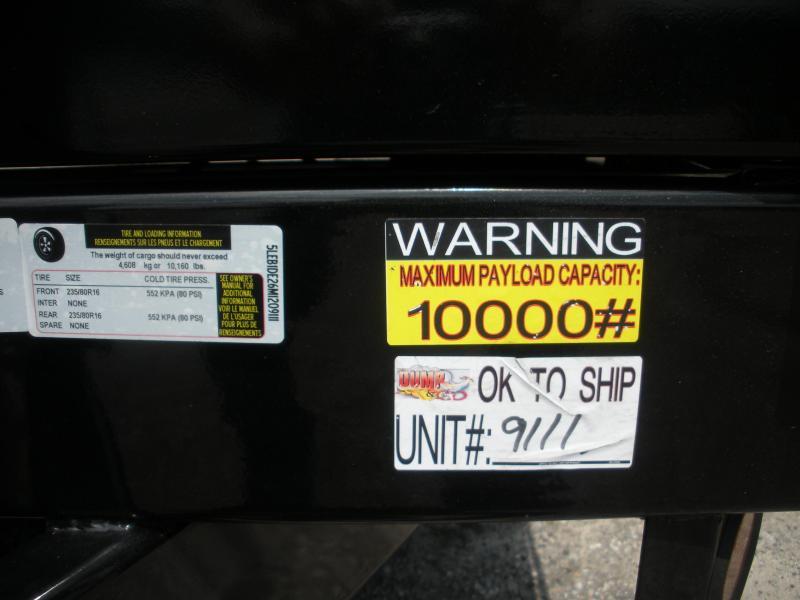 TIRE AND LOADING INFORMATION
RENSEIGNEMENTS SUR LES PNEUS ET LE CHARGEMENT
The weight of cargo should never exceed
4,608 kg or 10,160 lbs.
TIRE SIZE COLD TIRE PRESS.
FRONT 235/80R16 552 KPA (80 PSI)
INTER NONE
REAR 235/80R16 552 KPA (80 PSI)
SPARE NONE
SEE OWNER'S
MANUAL FOR
ADDITIONAL
INFORMATION
VOIR LE MANUEL
DE L'USAGER
POUR PLUS DE
RENSEIGNEMENTS
WARNING
MAXIMUM PAYLOAD CAPACITY:
10000#
DUMP
OK TO SHIP
UNIT#: 9111